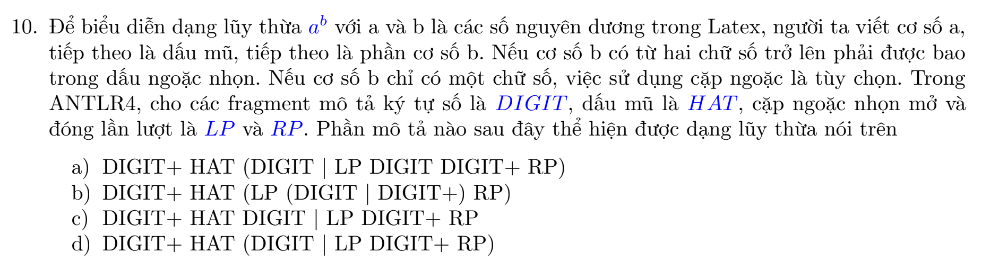 10. Để biểu diễn dạng lũy thừa a^b với a và b là các số nguyên dương trong Latex, người ta viết cơ số a,
tiếp theo là dấu mũ, tiếp theo là phần cơ số b. Nếu cơ số b có từ hai chữ số trở lên phải được bao
trong dấu ngoặc nhọn. Nếu cơ số b chỉ có một chữ số, việc sử dụng cặp ngoặc là tùy chọn. Trong
ANTLR4, cho các fragment mô tả ký tự số là DIGIT, dấu mũ là HAT, cặp ngoặc nhọn mở và
đóng lần lượt là LP và RP. Phần mô tả nào sau đây thể hiện được dạng lũy thừa nói trên
a) DIGIT+ HAT (DIGIT | LP DIGIT DIGIT+ RP)
b) DIGIT+ HAT (LP (DIGIT | DIGIT+) RP)
c) DIGIT+ HAT DIGIT | LP DIGIT+ RP
d) DIGIT+ HAT (DIGIT | LP DIGIT+ RP)